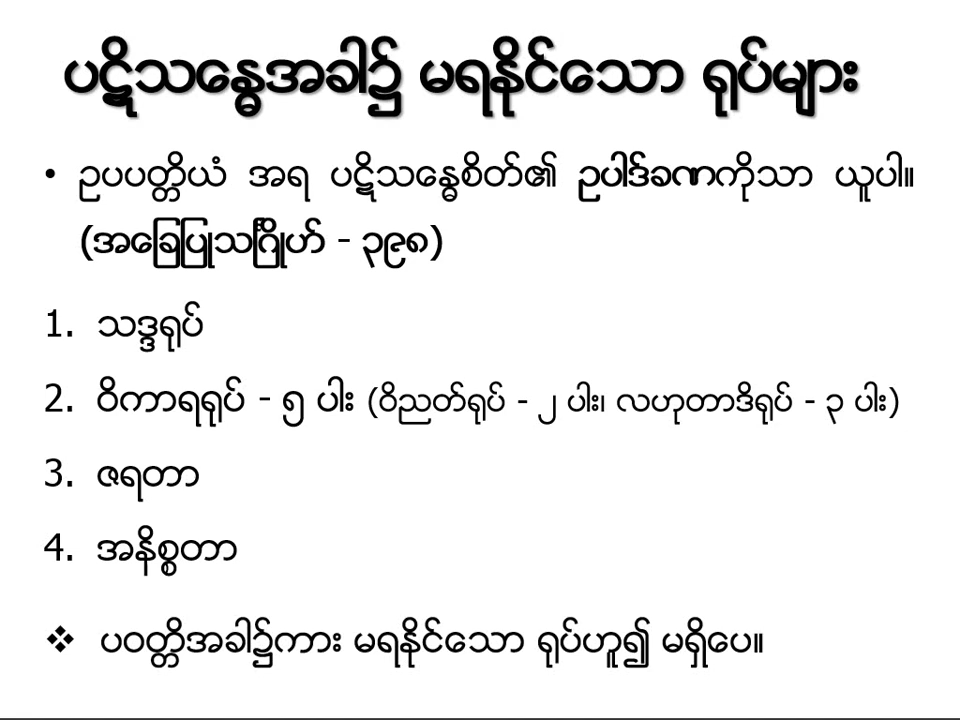 ပဋိသန္ဓေအခါ၌ မရနိုင်သော ရုပ်များ
• ဥပပတ္တိယံ အရ ပဋိသန္ဓေစိတ်၏ ဥပါဒ်ခဏကိုသာ ယူပါ။
(အခြေပြုသင်္ဂြိုဟ် - ၃၉၈)
1. သဒ္ဒရုပ်
2. ဝိကာရရုပ် - ၅ ပါး (ဝိညတ်ရုပ် - ၂ ပါး၊ လဟုတာဒိရုပ် - ၃ ပါး)
3. ဇရတာ
4. အနိစ္စတာ
❖ ပဝတ္တိအခါ၌ကား မရနိုင်သော ရုပ်ဟူ၍ မရှိပေ။